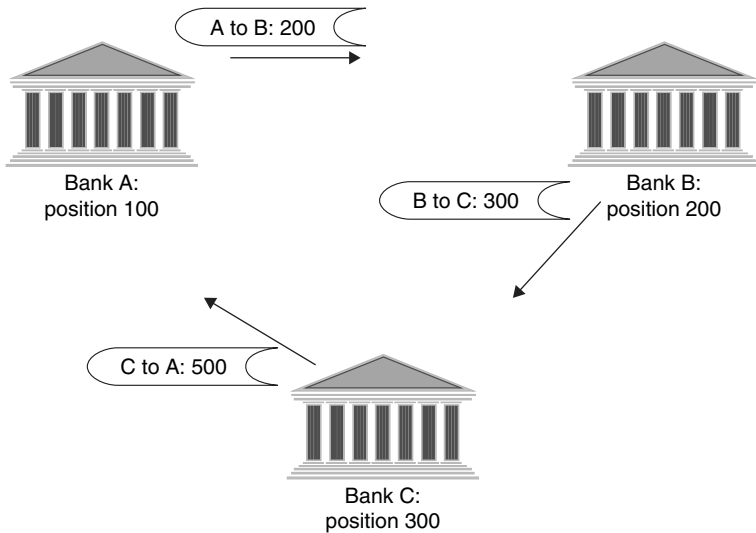 A to B: 200
Bank A:
position 100
Bank B:
position 200
B to C: 300
C to A: 500
Bank C:
position 300